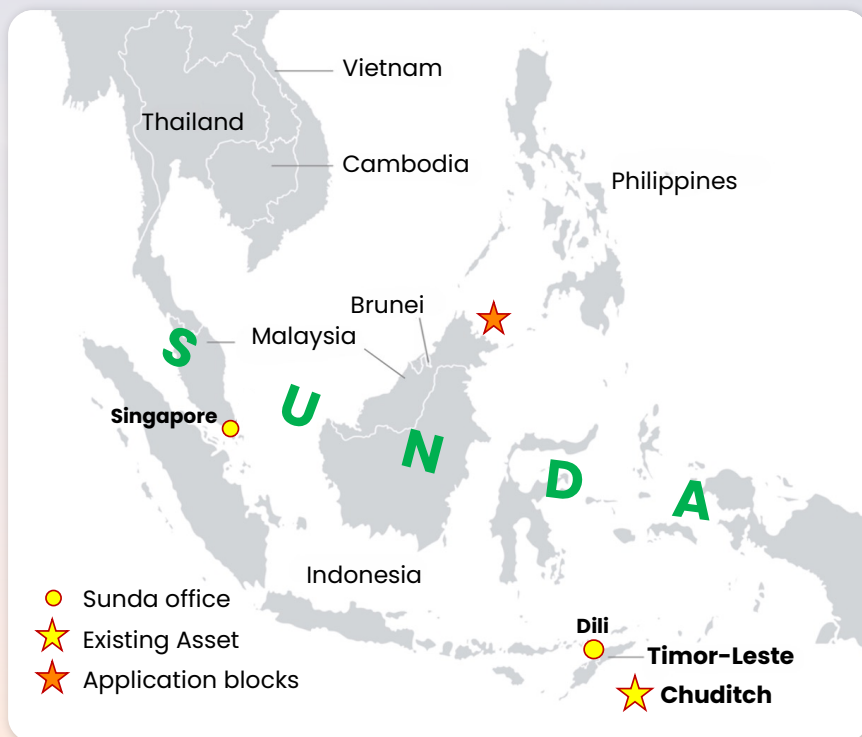 Vietnam
Thailand
Cambodia
Philippines
Brunei
Malaysia
S U N D A
Singapore
Indonesia
Sunda office
Existing Asset
Application blocks
Dili
Timor-Leste
Chuditch